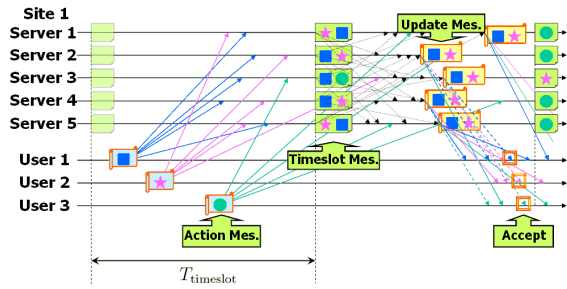 Site 1
Server 1
Update Mes.
Server 2
Server 3
Server 4
Server 5
User 1
Timeslot Mes.
User 2
User 3
Action Mes.
Accept
T timeslot